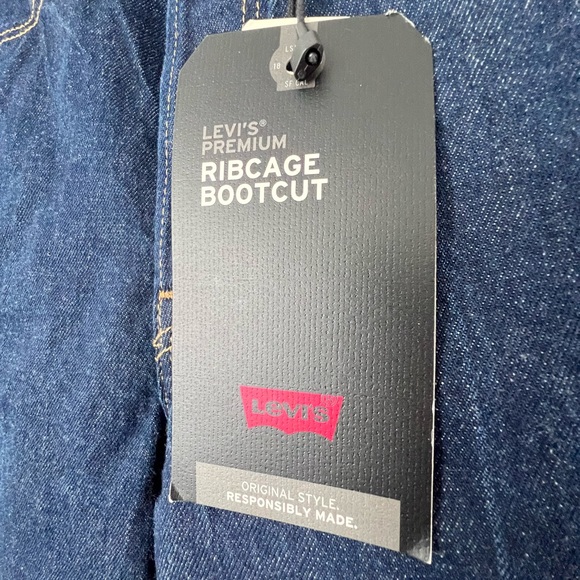 LEVI'S®
PREMIUM
RIBCAGE
BOOTCUT
LEVI'S
ORIGINAL STYLE.
RESPONSIBLY MADE.